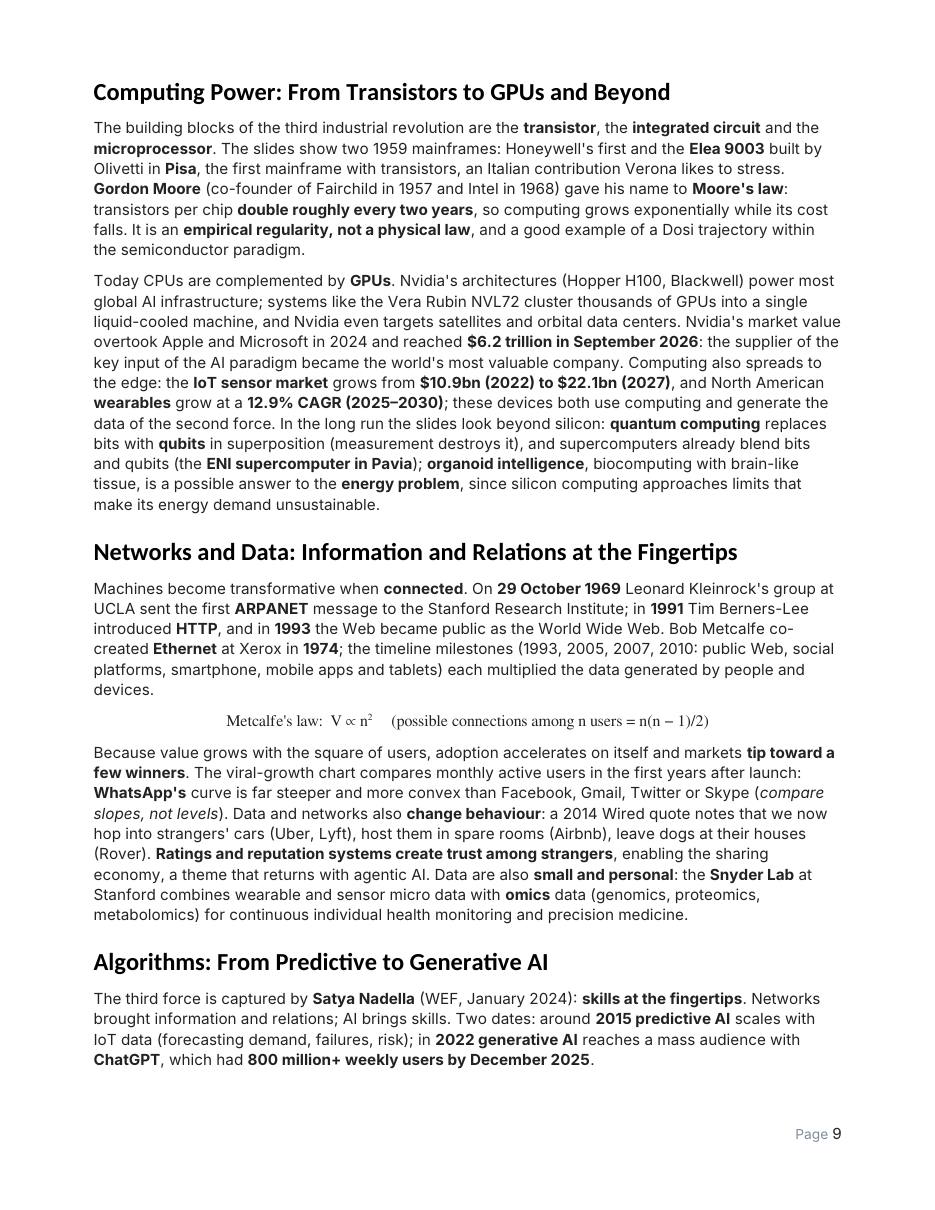 Computing Power: From Transistors to GPUs and Beyond
The building blocks of the third industrial revolution are the transistor, the integrated circuit and the
microprocessor. The slides show two 1959 mainframes: Honeywell's first and the Elea 9003 built by
Olivetti in Pisa, the first mainframe with transistors, an Italian contribution Verona likes to stress.
Gordon Moore (co-founder of Fairchild in 1957 and Intel in 1968) gave his name to Moore's law:
transistors per chip double roughly every two years, so computing grows exponentially while its cost
falls. It is an empirical regularity, not a physical law, and a good example of a Dosi trajectory within
the semiconductor paradigm.
Today CPUs are complemented by GPUs. Nvidia's architectures (Hopper H100, Blackwell) power most
global AI infrastructure; systems like the Vera Rubin NVL72 cluster thousands of GPUs into a single
liquid-cooled machine, and Nvidia even targets satellites and orbital data centers. Nvidia's market value
overtook Apple and Microsoft in 2024 and reached $6.2 trillion in September 2026: the supplier of the
key input of the AI paradigm became the world's most valuable company. Computing also spreads to
the edge: the IoT sensor market grows from $10.9bn (2022) to $22.1bn (2027), and North American
wearables grow at a 12.9% CAGR (2025–2030); these devices both use computing and generate the
data of the second force. In the long run the slides look beyond silicon: quantum computing replaces
bits with qubits in superposition (measurement destroys it), and supercomputers already blend bits
and qubits (the ENI supercomputer in Pavia); organoid intelligence, biocomputing with brain-like
tissue, is a possible answer to the energy problem, since silicon computing approaches limits that
make its energy demand unsustainable.
Networks and Data: Information and Relations at the Fingertips
Machines become transformative when connected. On 29 October 1969 Leonard Kleinrock's group at
UCLA sent the first ARPANET message to the Stanford Research Institute; in 1991 Tim Berners-Lee
introduced HTTP, and in 1993 the Web became public as the World Wide Web. Bob Metcalfe co-
created Ethernet at Xerox in 1974; the timeline milestones (1993, 2005, 2007, 2010: public Web, social
platforms, smartphone, mobile apps and tablets) each multiplied the data generated by people and
devices.
Metcalfe's law: V ∝ n² (possible connections among n users = n(n − 1)/2)
Because value grows with the square of users, adoption accelerates on itself and markets tip toward a
few winners. The viral-growth chart compares monthly active users in the first years after launch:
WhatsApp's curve is far steeper and more convex than Facebook, Gmail, Twitter or Skype (compare
slopes, not levels). Data and networks also change behaviour: a 2014 Wired quote notes that we now
hop into strangers' cars (Uber, Lyft), host them in spare rooms (Airbnb), leave dogs at their houses
(Rover). Ratings and reputation systems create trust among strangers, enabling the sharing
economy, a theme that returns with agentic AI. Data are also small and personal: the Snyder Lab at
Stanford combines wearable and sensor micro data with omics data (genomics, proteomics,
metabolomics) for continuous individual health monitoring and precision medicine.
Algorithms: From Predictive to Generative AI
The third force is captured by Satya Nadella (WEF, January 2024): skills at the fingertips. Networks
brought information and relations; AI brings skills. Two dates: around 2015 predictive AI scales with
IoT data (forecasting demand, failures, risk); in 2022 generative AI reaches a mass audience with
ChatGPT, which had 800 million+ weekly users by December 2025.
Page 9